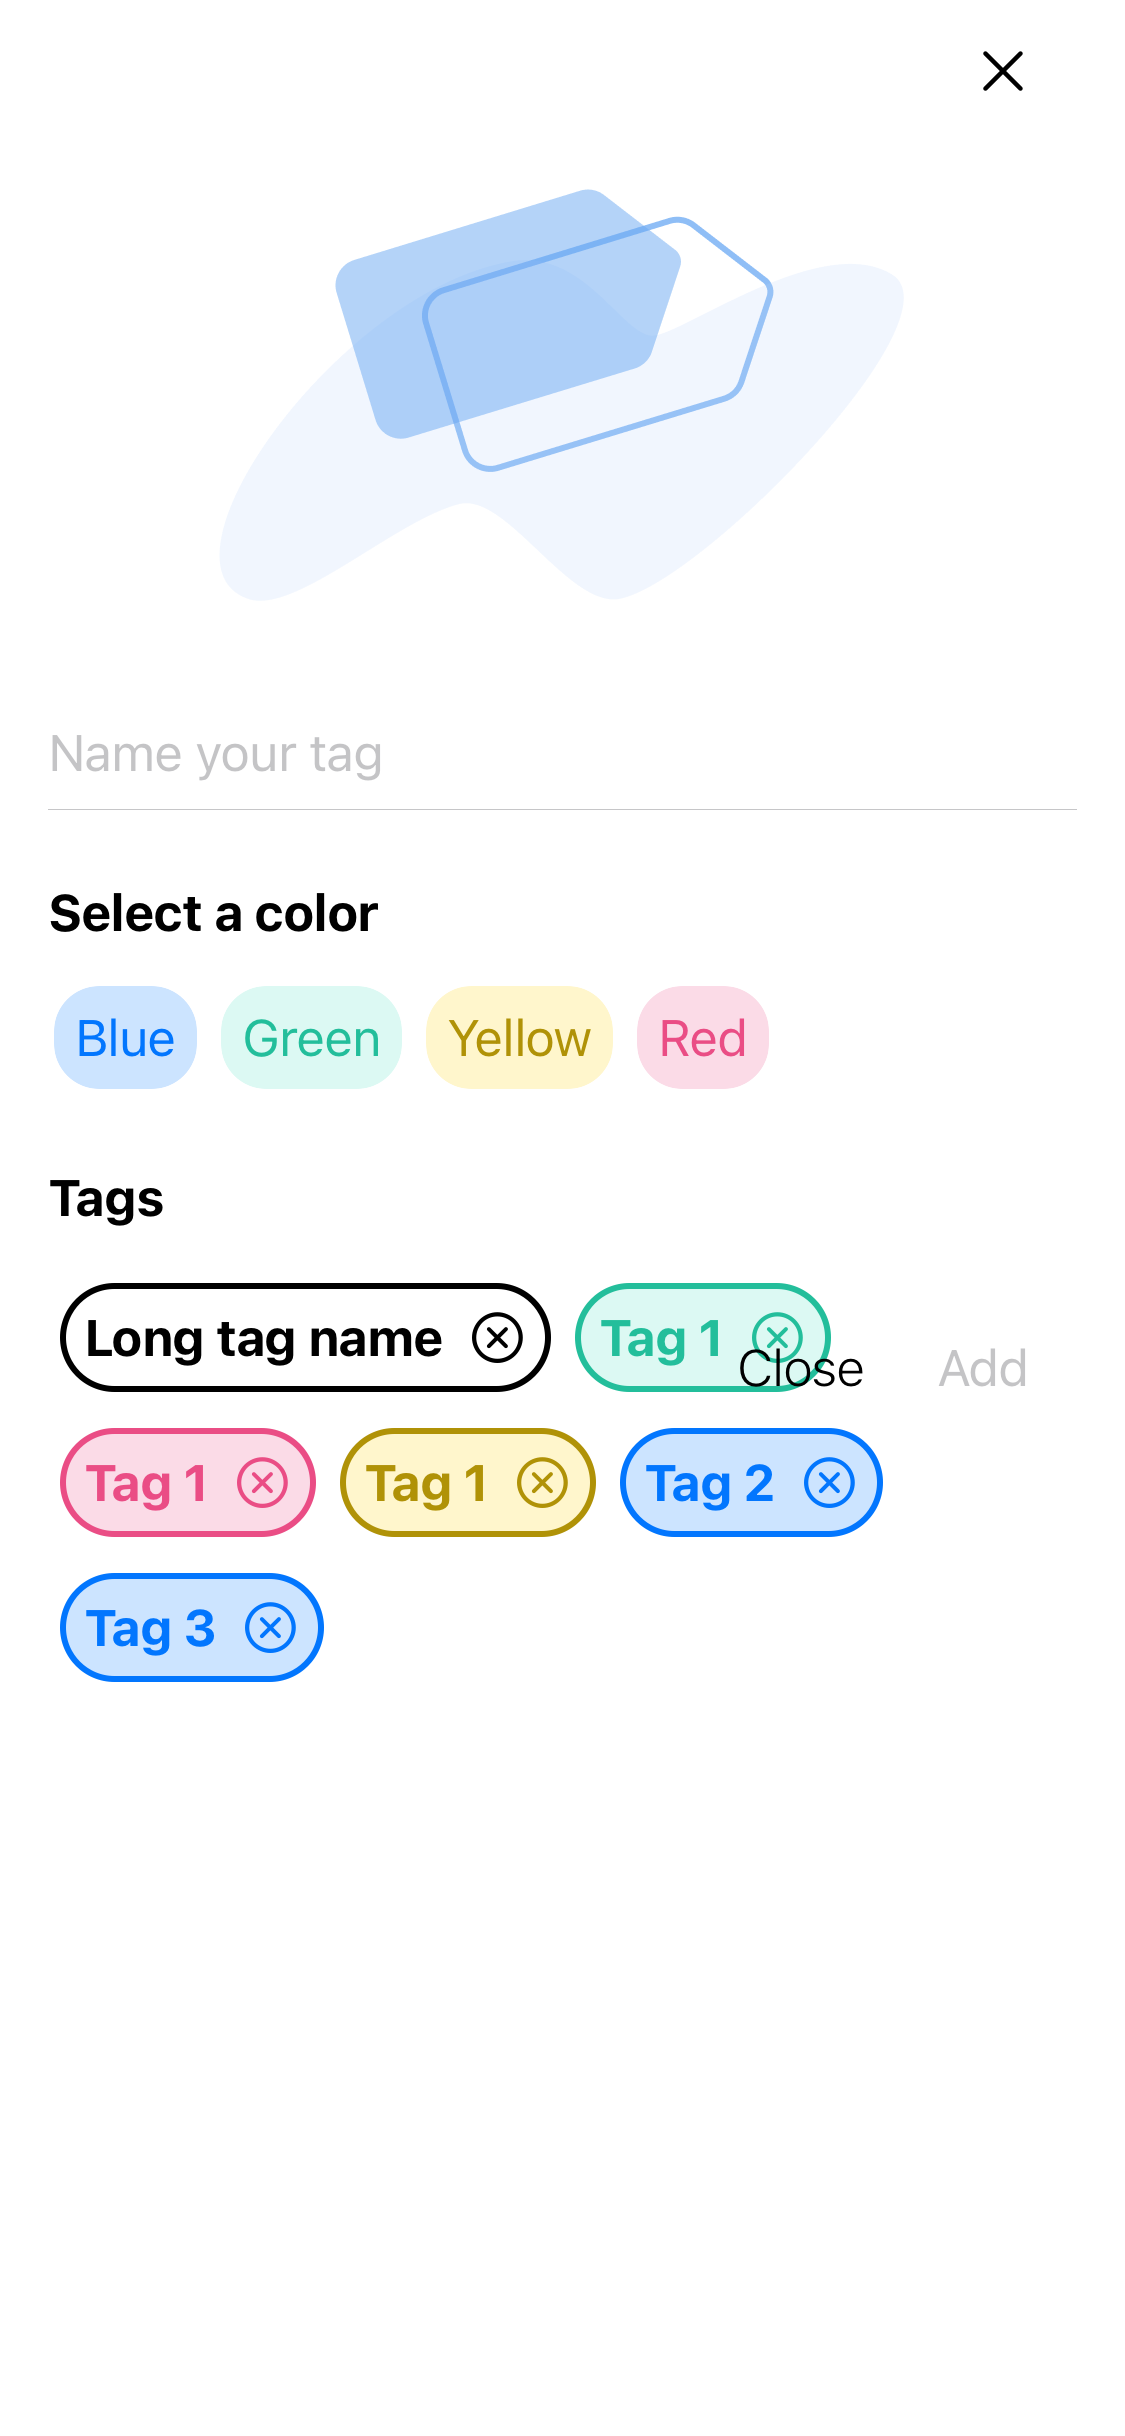 Name your tag
Select a color
Blue Green Yellow Red
Tags
Long tag name Tag 1
Close Add
Tag 1 Tag 1 Tag 2
Tag 3